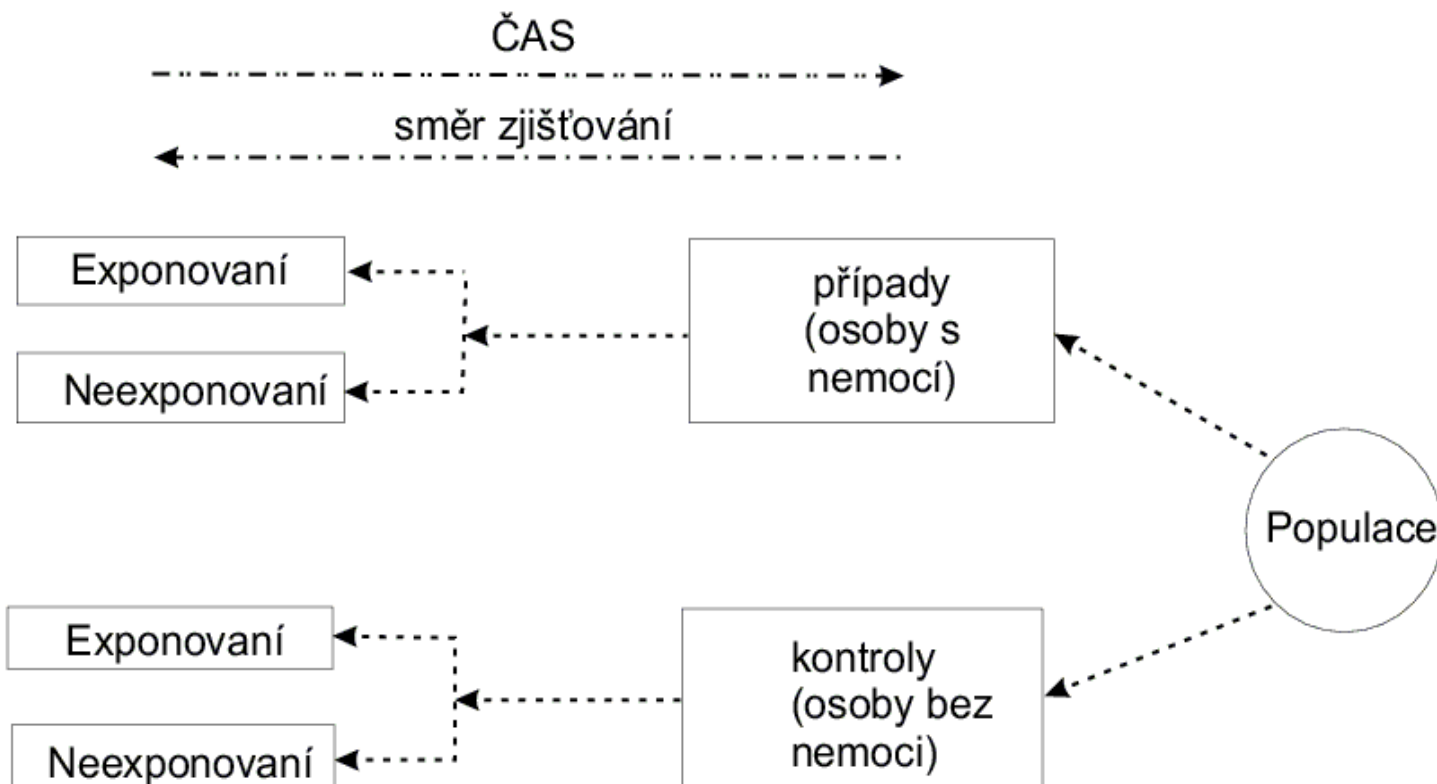 ČAS
směr zjišťování
Exponovaní
Neexponovaní
případy
(osoby s
nemocí)
Populace
Exponovaní
Neexponovaní
kontroly
(osoby bez
nemoci)